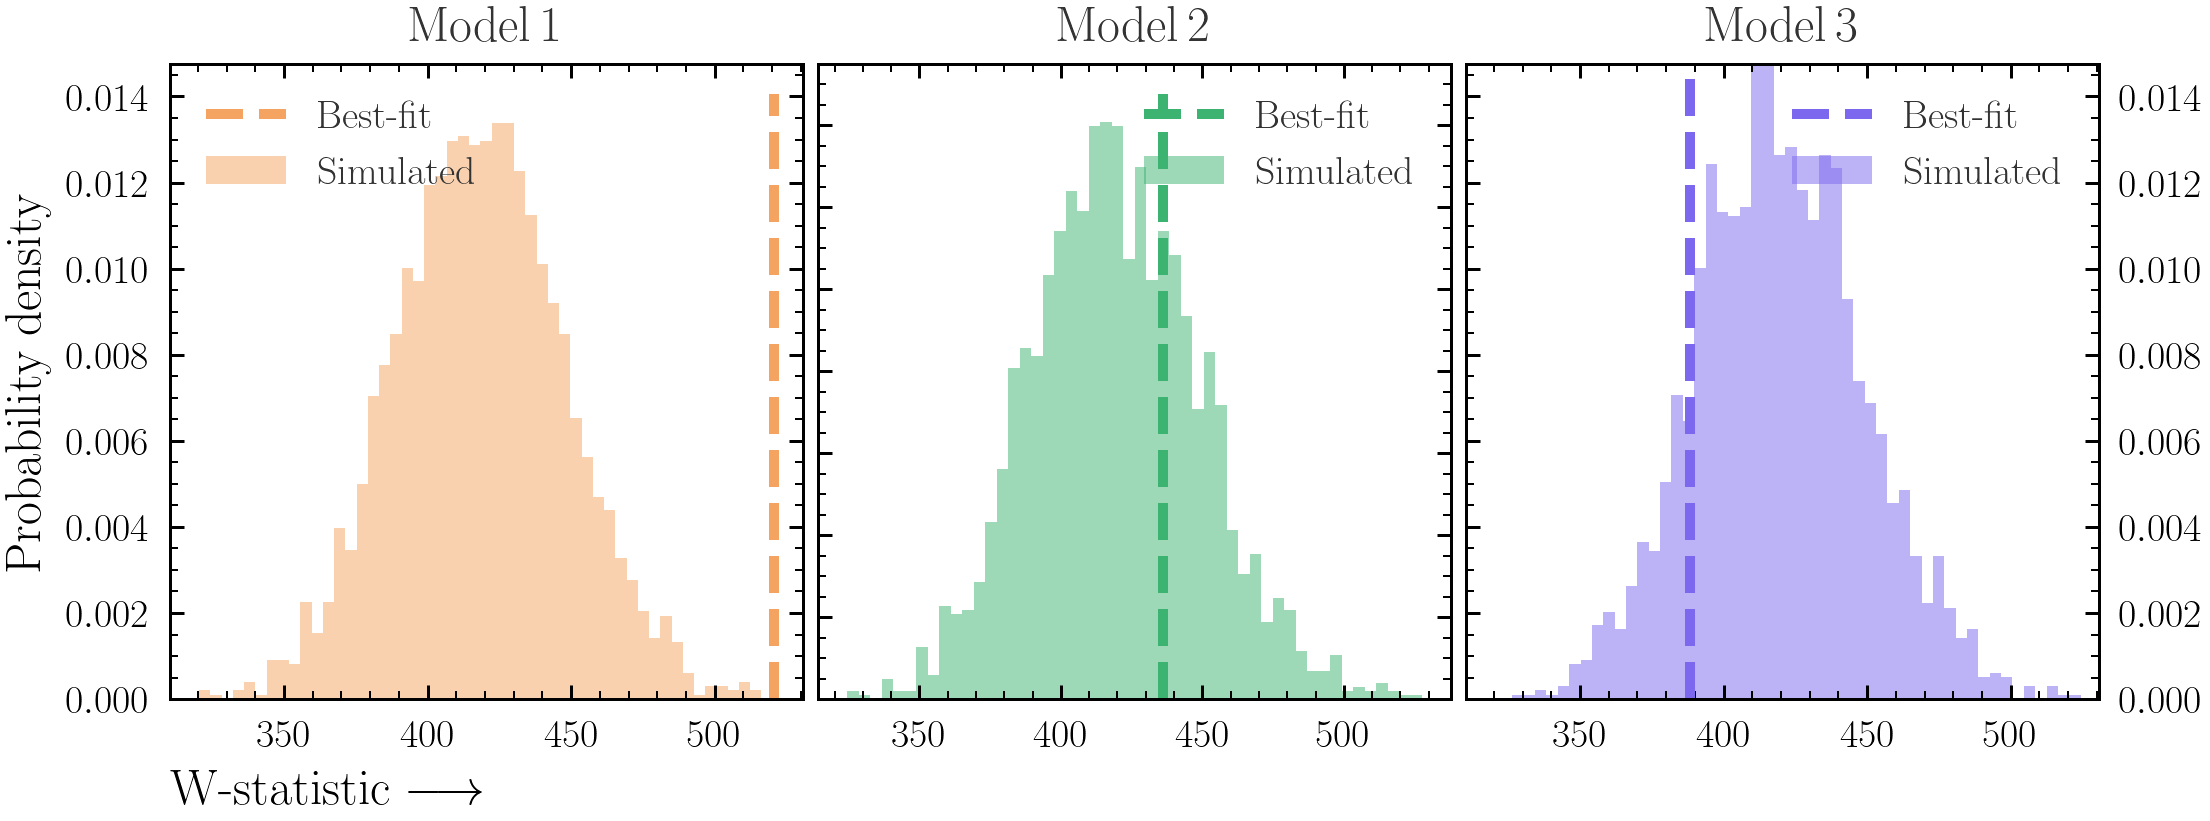 Model 1
Model 2
Model 3
Probability density
0.014
0.012
0.010
0.008
0.006
0.004
0.002
0.000
Best-fit
Simulated
350 400 450 500
Best-fit
Simulated
350 400 450 500
Best-fit
Simulated
350 400 450 500
0.014
0.012
0.010
0.008
0.006
0.004
0.002
0.000
W-statistic ⟶